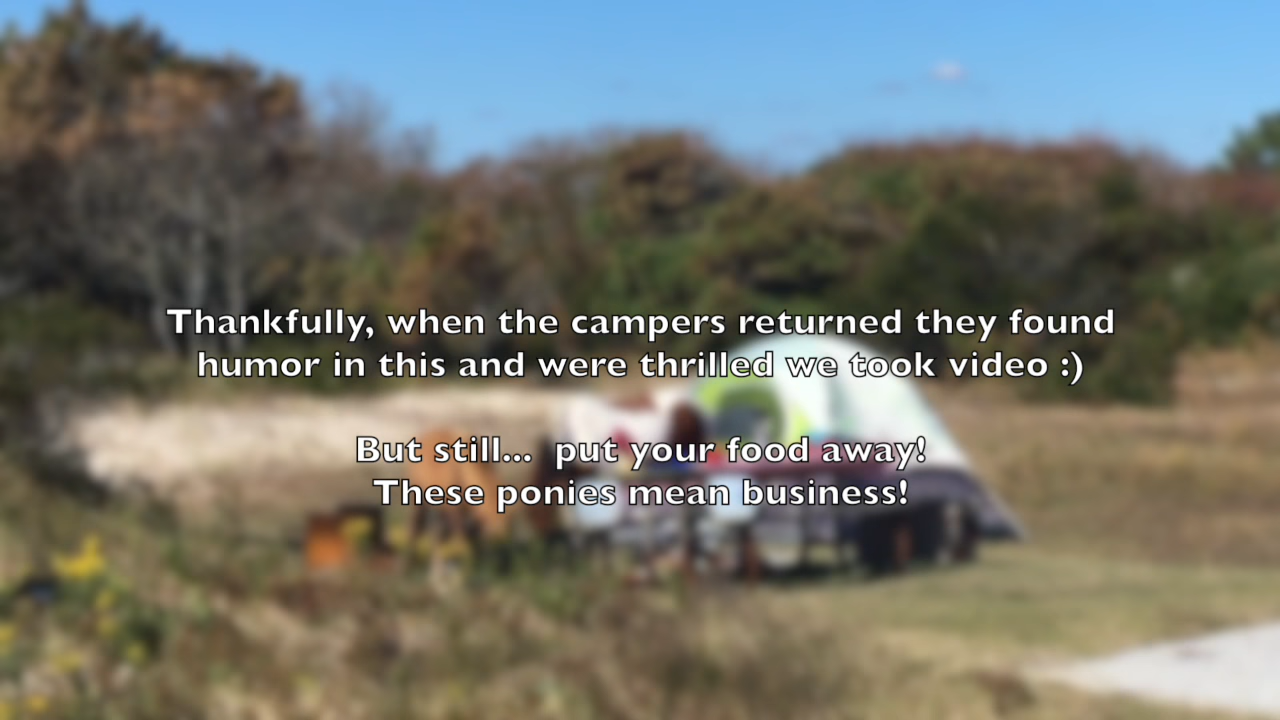 Thankfully, when the campers returned they found
humor in this and were thrilled we took video :)
But still...  put your food away!
These ponies mean business!